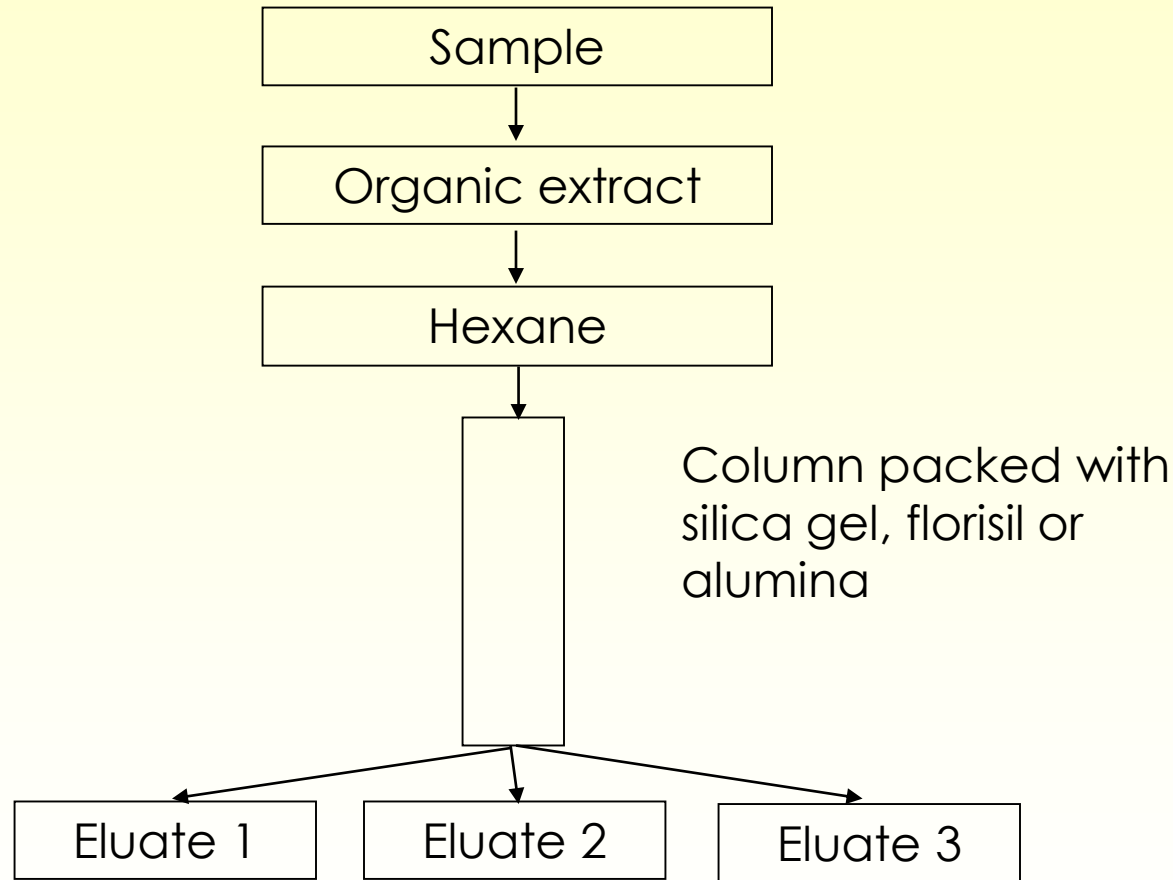 Sample
Organic extract
Hexane
Column packed with
silica gel, florisil or
alumina
Eluate 1
Eluate 2
Eluate 3